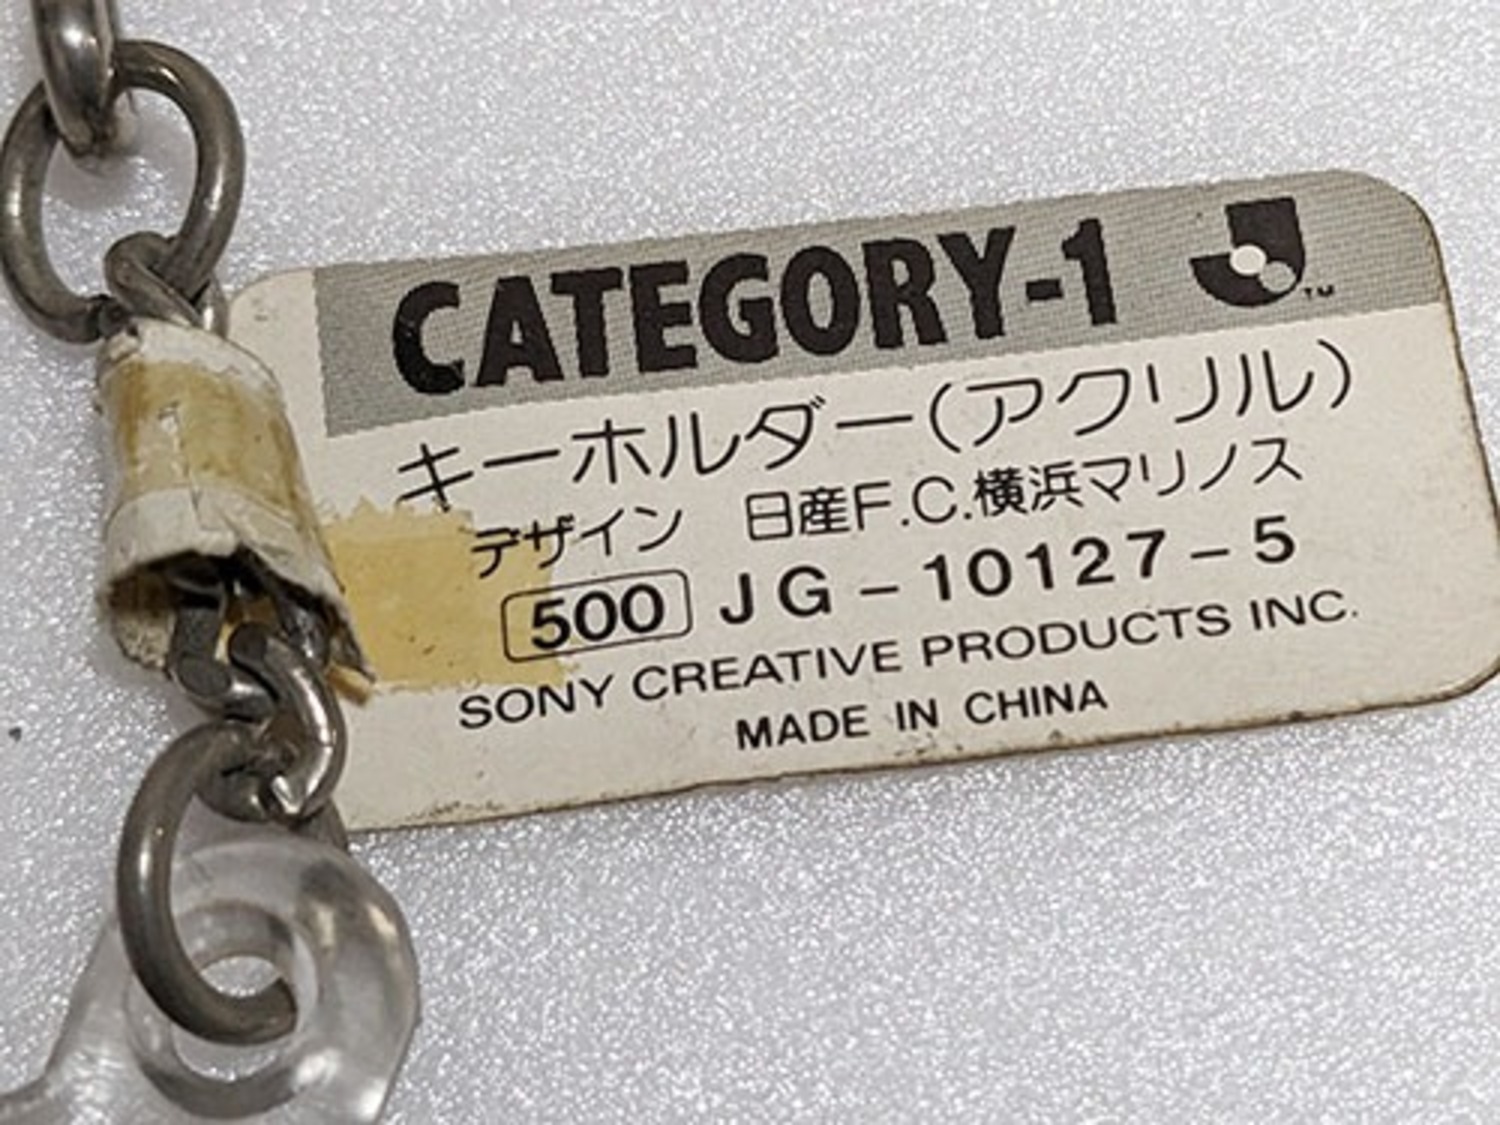 CATEGORY-1 J™
キーホルダー(アクリル)
デザイン 日産F.C.横浜マリノス
500 JG-10127-5
SONY CREATIVE PRODUCTS INC.
MADE IN CHINA